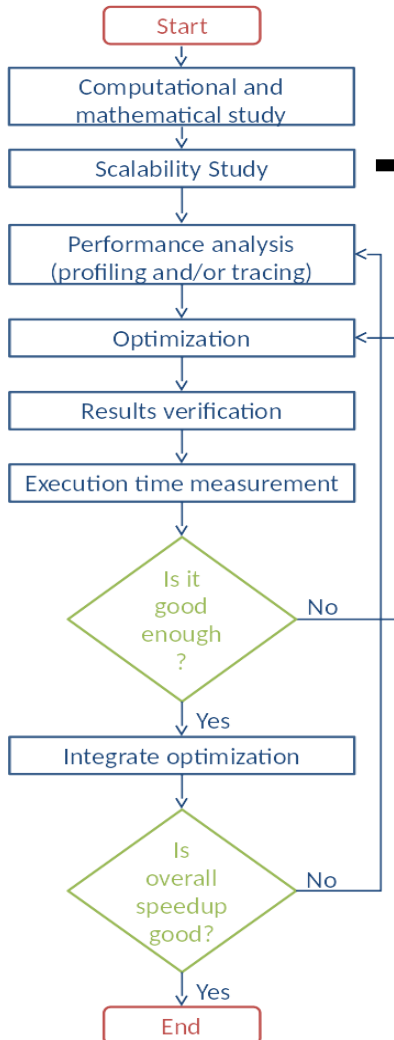 Start
Computational and
mathematical study
Scalability Study
Performance analysis
(profiling and/or tracing)
Optimization
Results verification
Execution time measurement
Is it
good
enough
?
No
Yes
Integrate optimization
Is
overall
speedup
good?
No
Yes
End